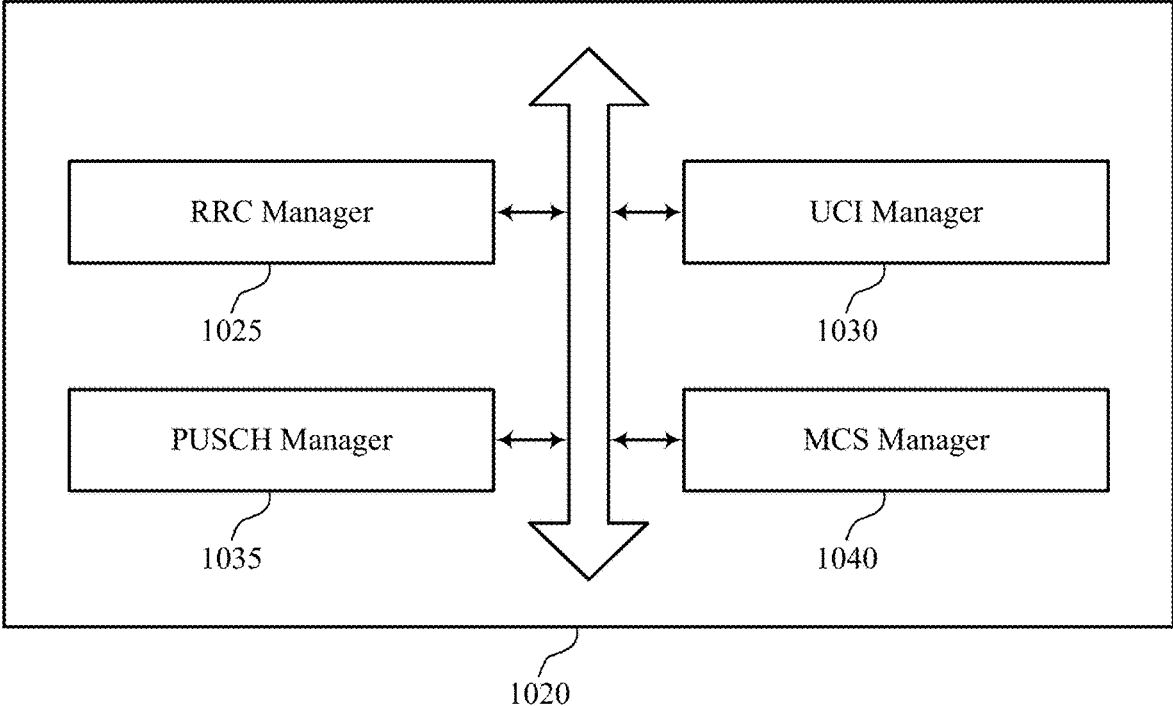 RRC Manager
UCI Manager
1025
1030
PUSCH Manager
MCS Manager
1035
1040
1020